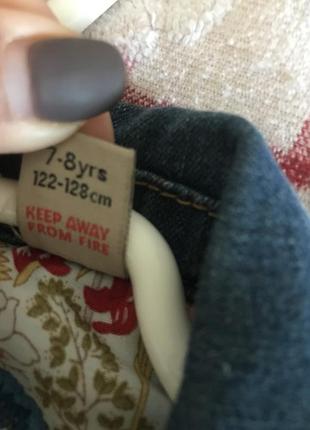 7-8yrs
122-128cm
KEEP AWAY
FROM FIRE